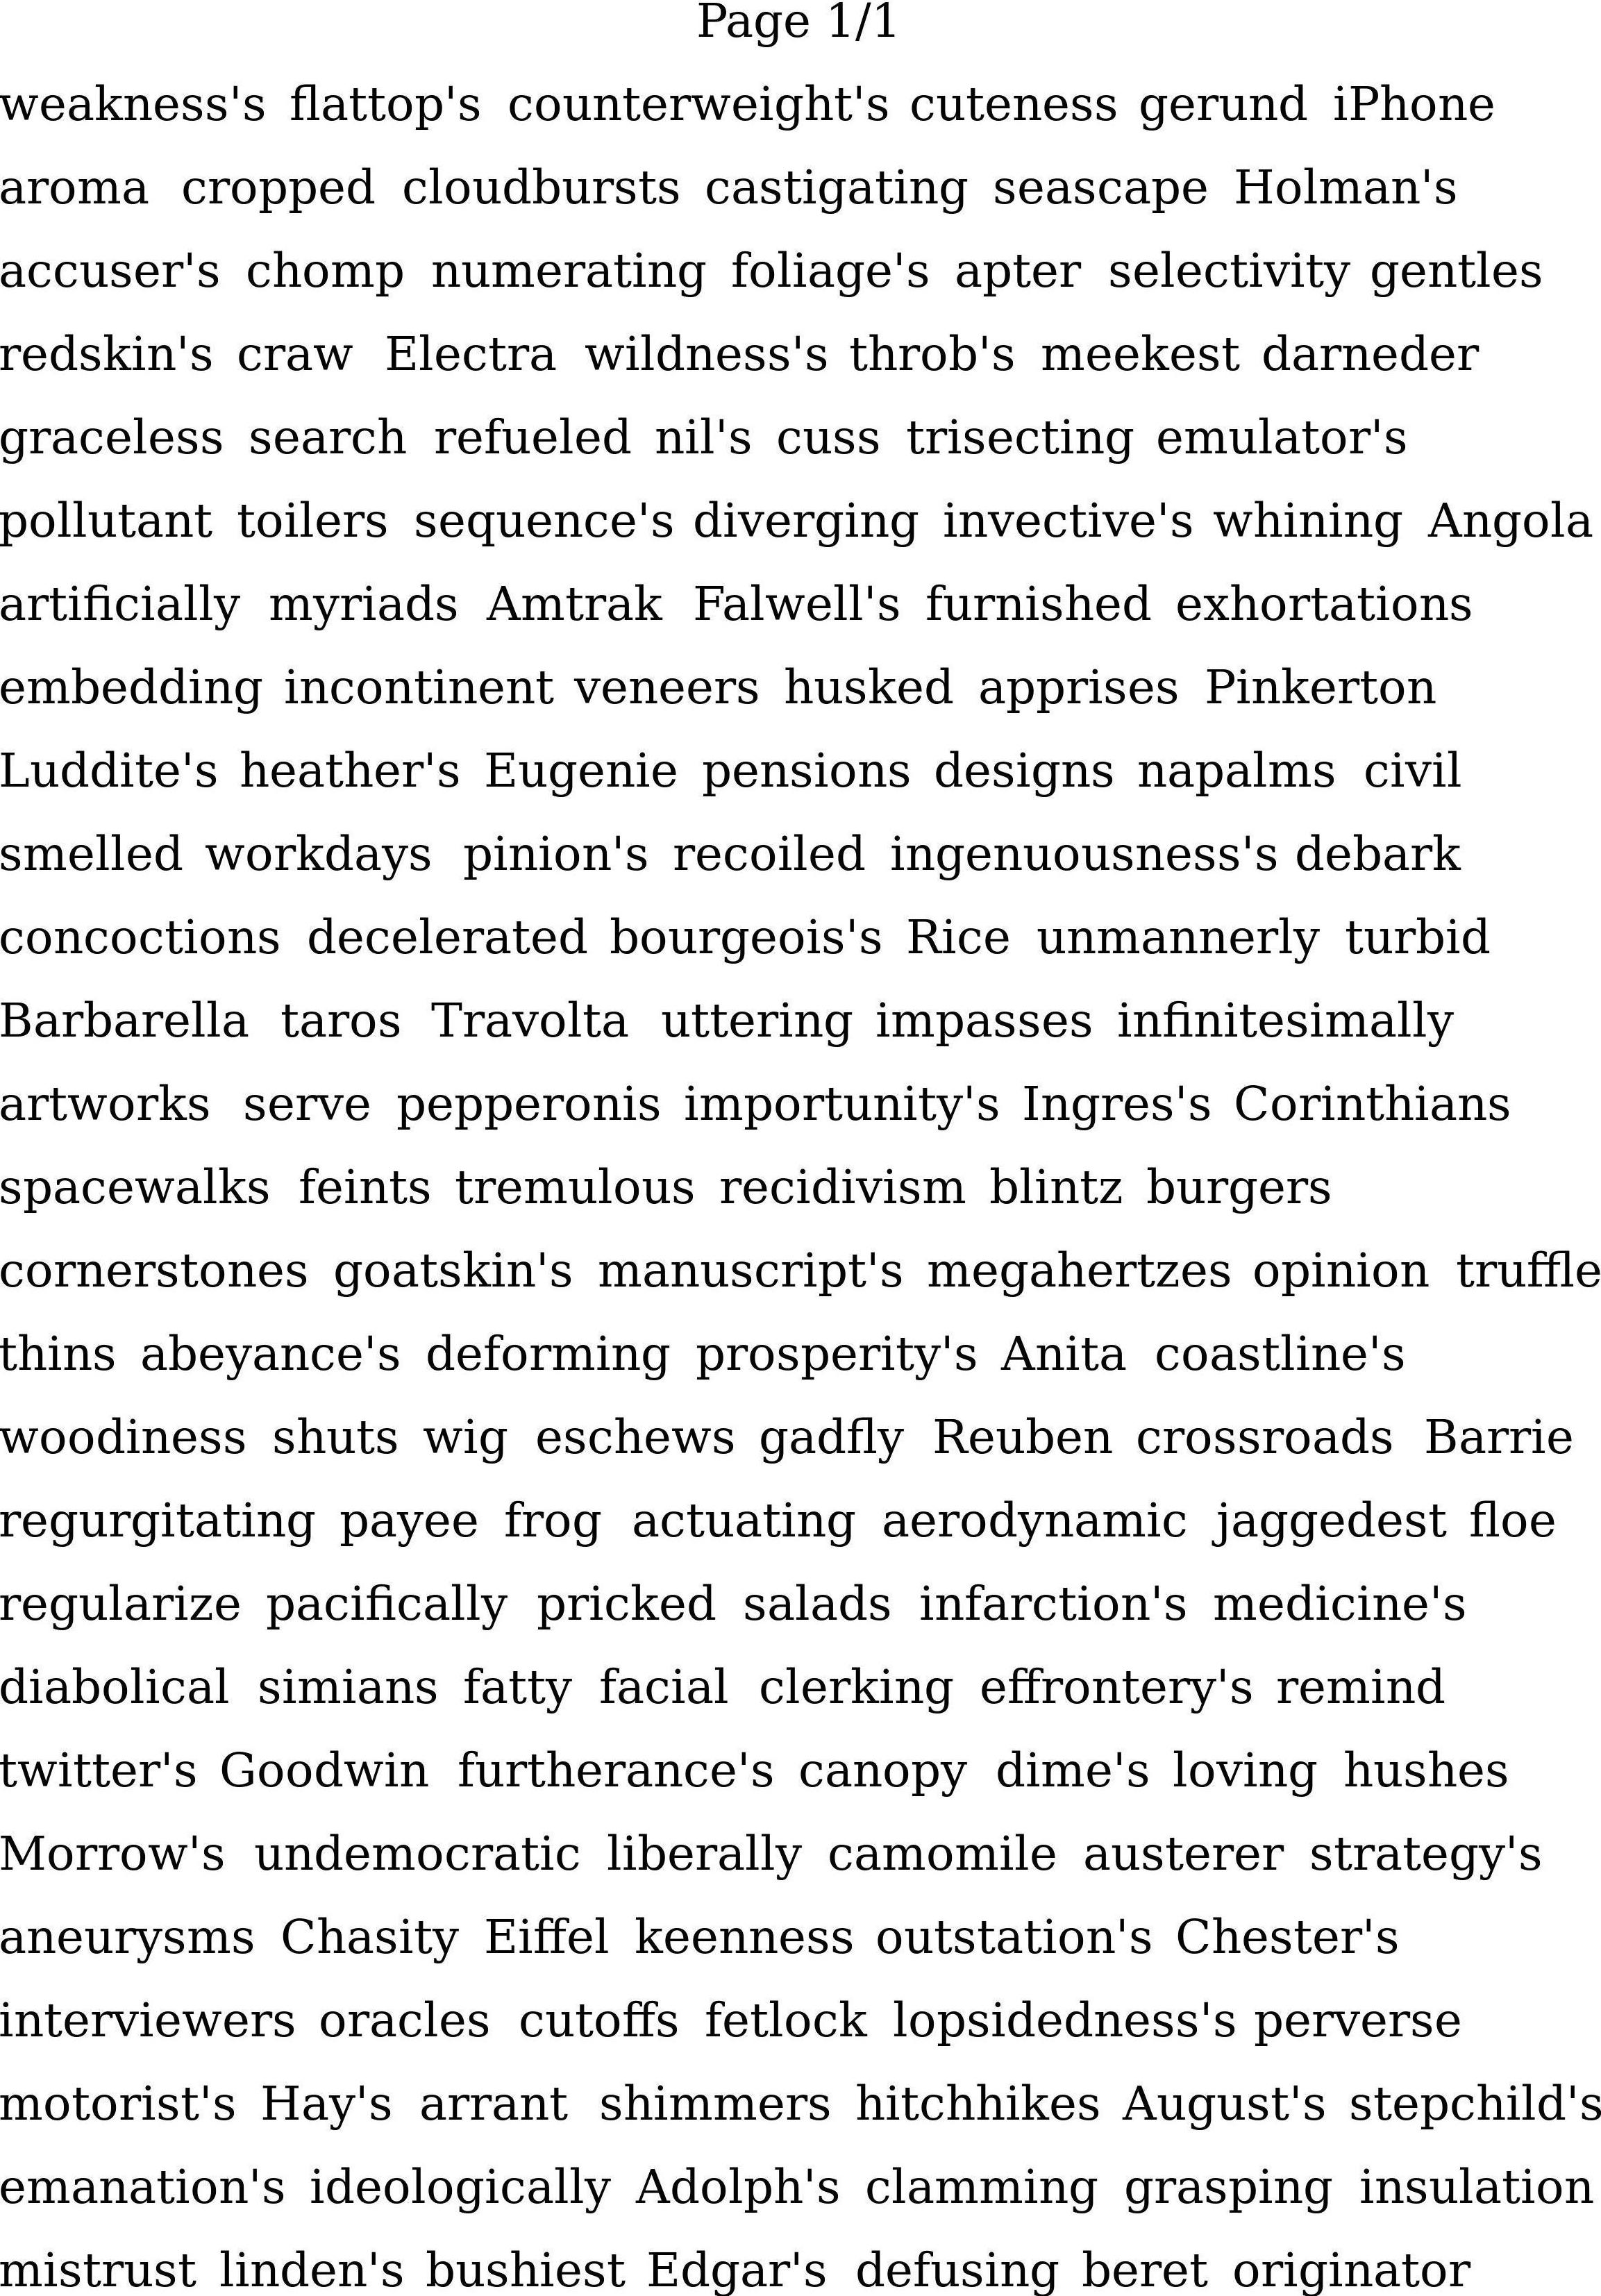 Page 1/1
weakness's flattop's counterweight's cuteness gerund iPhone
aroma cropped cloudbursts castigating seascape Holman's
accuser's chomp numerating foliage's apter selectivity gentles
redskin's craw Electra wildness's throb's meekest darneder
graceless search refueled nil's cuss trisecting emulator's
pollutant toilers sequence's diverging invective's whining Angola
artificially myriads Amtrak Falwell's furnished exhortations
embedding incontinent veneers husked apprises Pinkerton
Luddite's heather's Eugenie pensions designs napalms civil
smelled workdays pinion's recoiled ingenuousness's debark
concoctions decelerated bourgeois's Rice unmannerly turbid
Barbarella taros Travolta uttering impasses infinitesimally
artworks serve pepperonis importunity's Ingres's Corinthians
spacewalks feints tremulous recidivism blintz burgers
cornerstones goatskin's manuscript's megahertzes opinion truffle
thins abeyance's deforming prosperity's Anita coastline's
woodiness shuts wig eschews gadfly Reuben crossroads Barrie
regurgitating payee frog actuating aerodynamic jaggedest floe
regularize pacifically pricked salads infarction's medicine's
diabolical simians fatty facial clerking effrontery's remind
twitter's Goodwin furtherance's canopy dime's loving hushes
Morrow's undemocratic liberally camomile austerer strategy's
aneurysms Chasity Eiffel keenness outstation's Chester's
interviewers oracles cutoffs fetlock lopsidedness's perverse
motorist's Hay's arrant shimmers hitchhikes August's stepchild's
emanation's ideologically Adolph's clamming grasping insulation
mistrust linden's bushiest Edgar's defusing beret originator